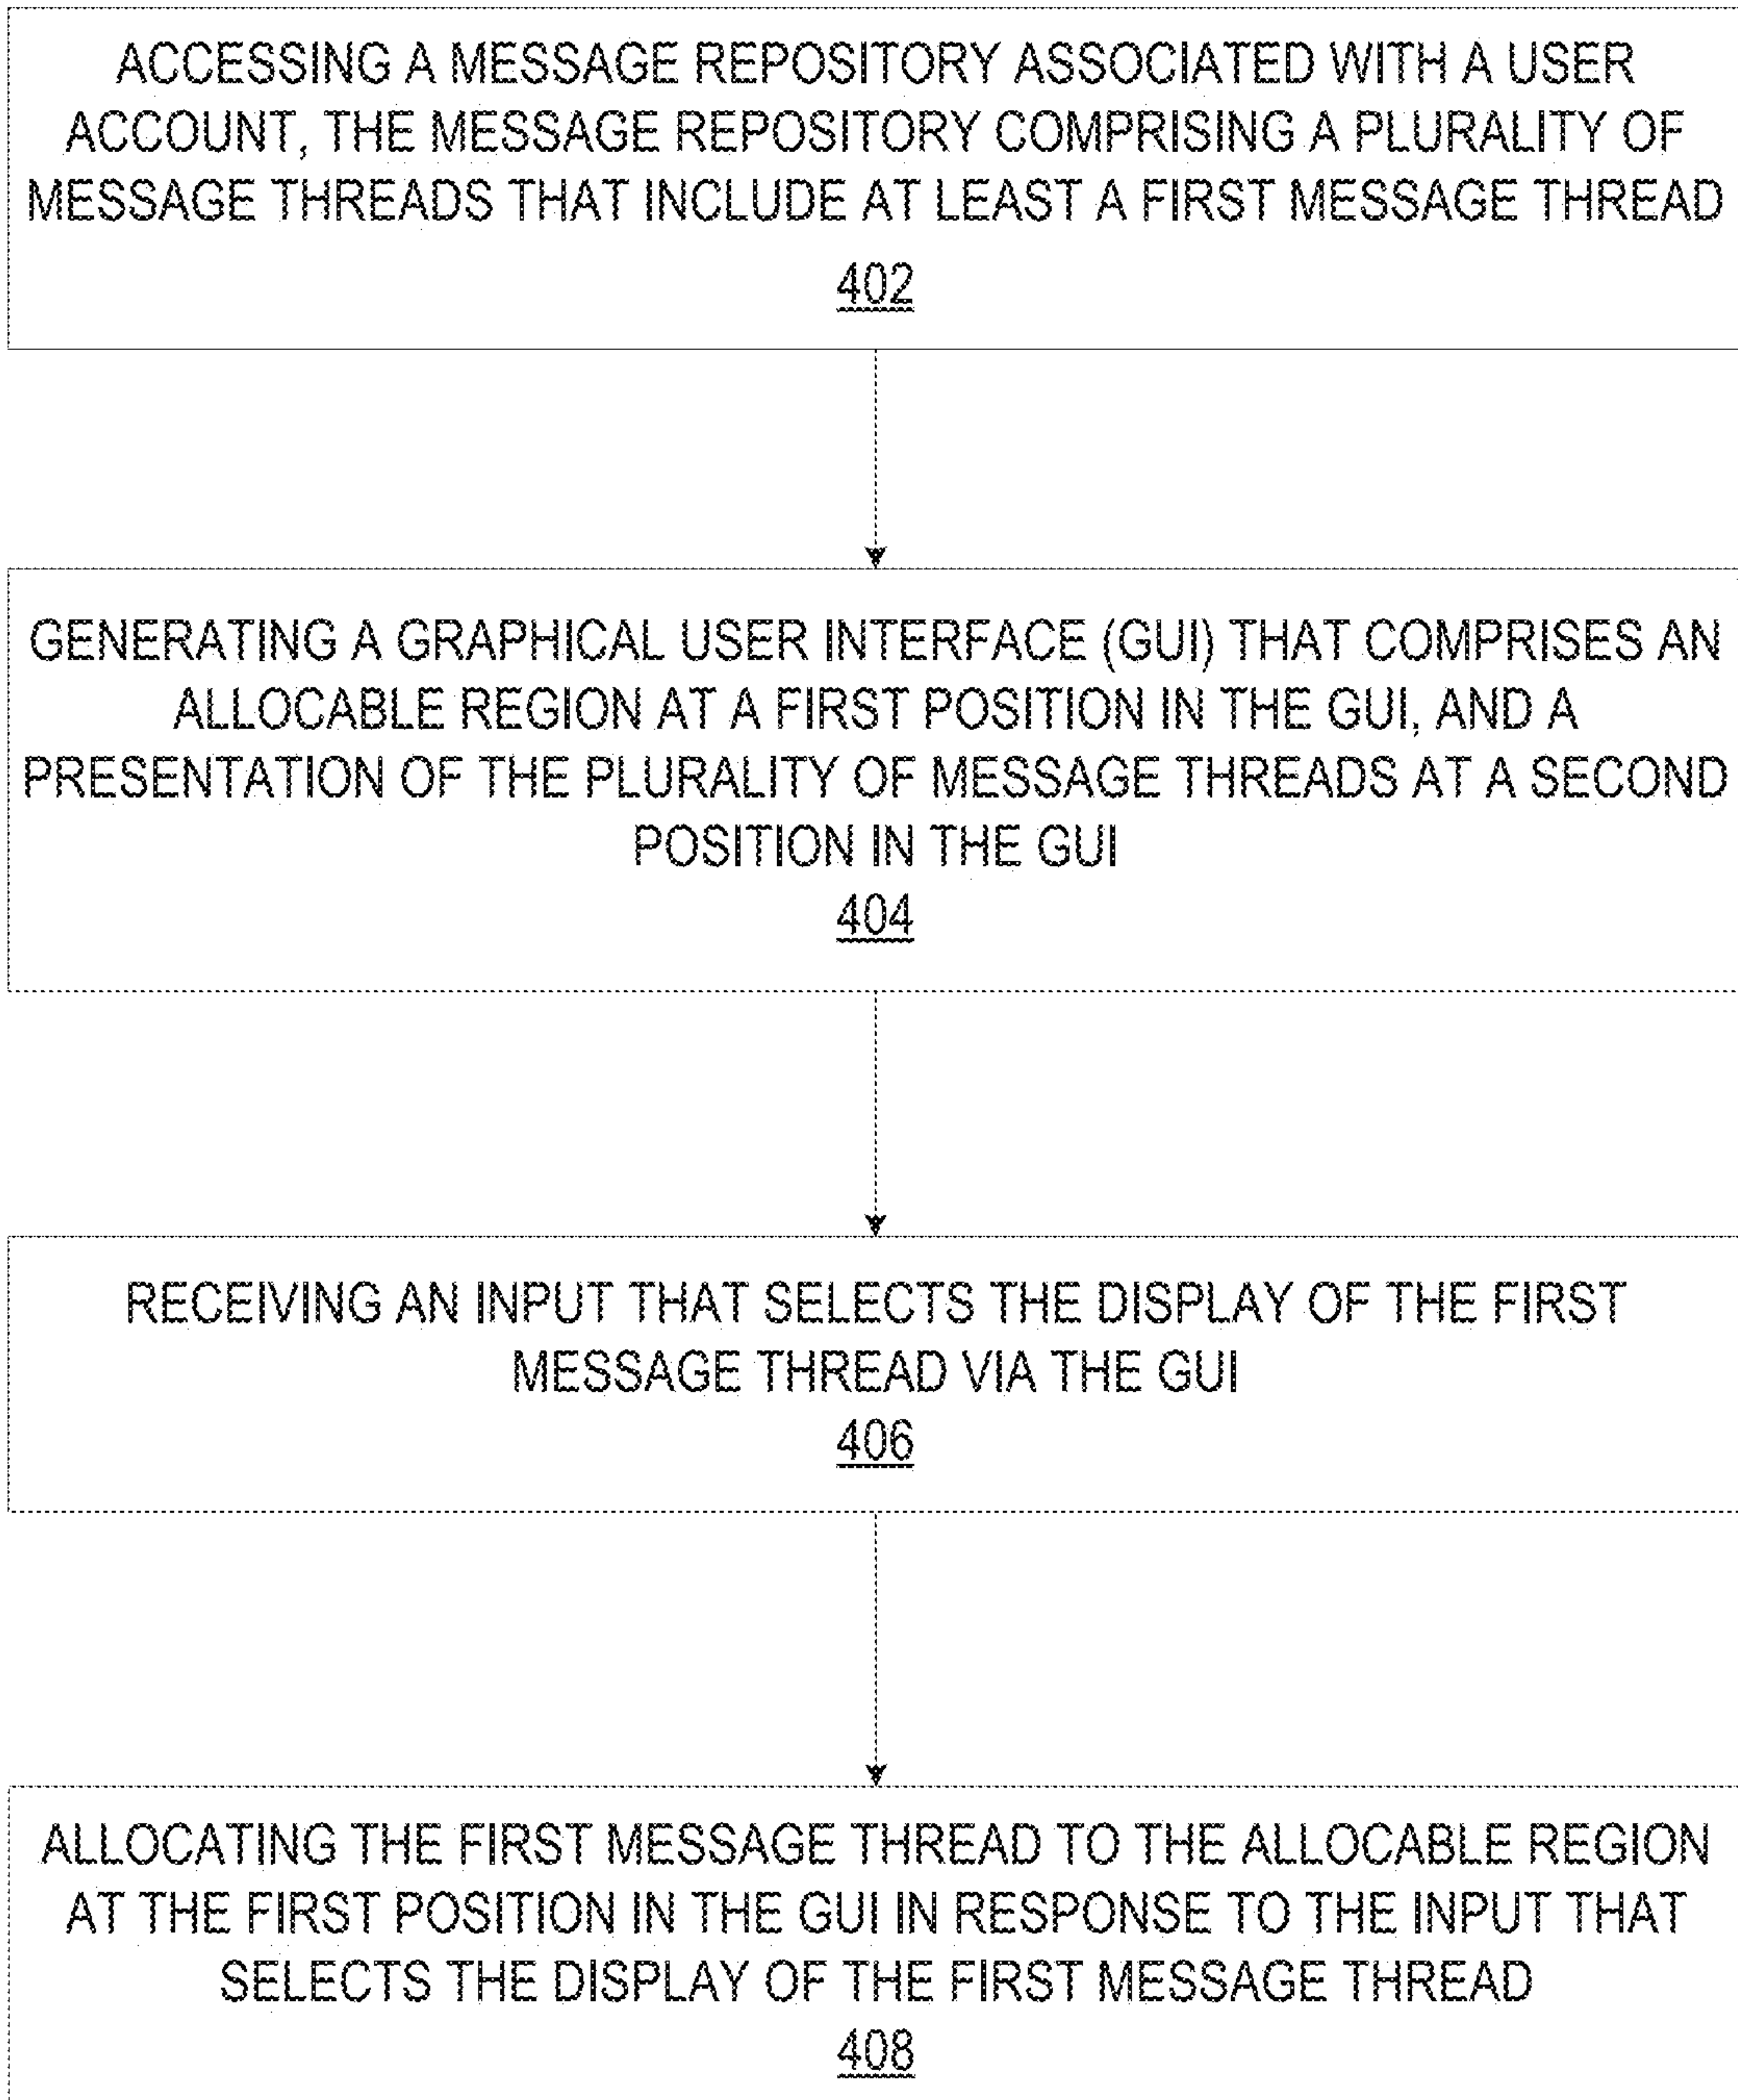 ACCESSING A MESSAGE REPOSITORY ASSOCIATED WITH A USER
ACCOUNT, THE MESSAGE REPOSITORY COMPRISING A PLURALITY OF
MESSAGE THREADS THAT INCLUDE AT LEAST A FIRST MESSAGE THREAD
402
GENERATING A GRAPHICAL USER INTERFACE (GUI) THAT COMPRISES AN
ALLOCABLE REGION AT A FIRST POSITION IN THE GUI, AND A
PRESENTATION OF THE PLURALITY OF MESSAGE THREADS AT A SECOND
POSITION IN THE GUI
404
RECEIVING AN INPUT THAT SELECTS THE DISPLAY OF THE FIRST
MESSAGE THREAD VIA THE GUI
406
ALLOCATING THE FIRST MESSAGE THREAD TO THE ALLOCABLE REGION
AT THE FIRST POSITION IN THE GUI IN RESPONSE TO THE INPUT THAT
SELECTS THE DISPLAY OF THE FIRST MESSAGE THREAD
408